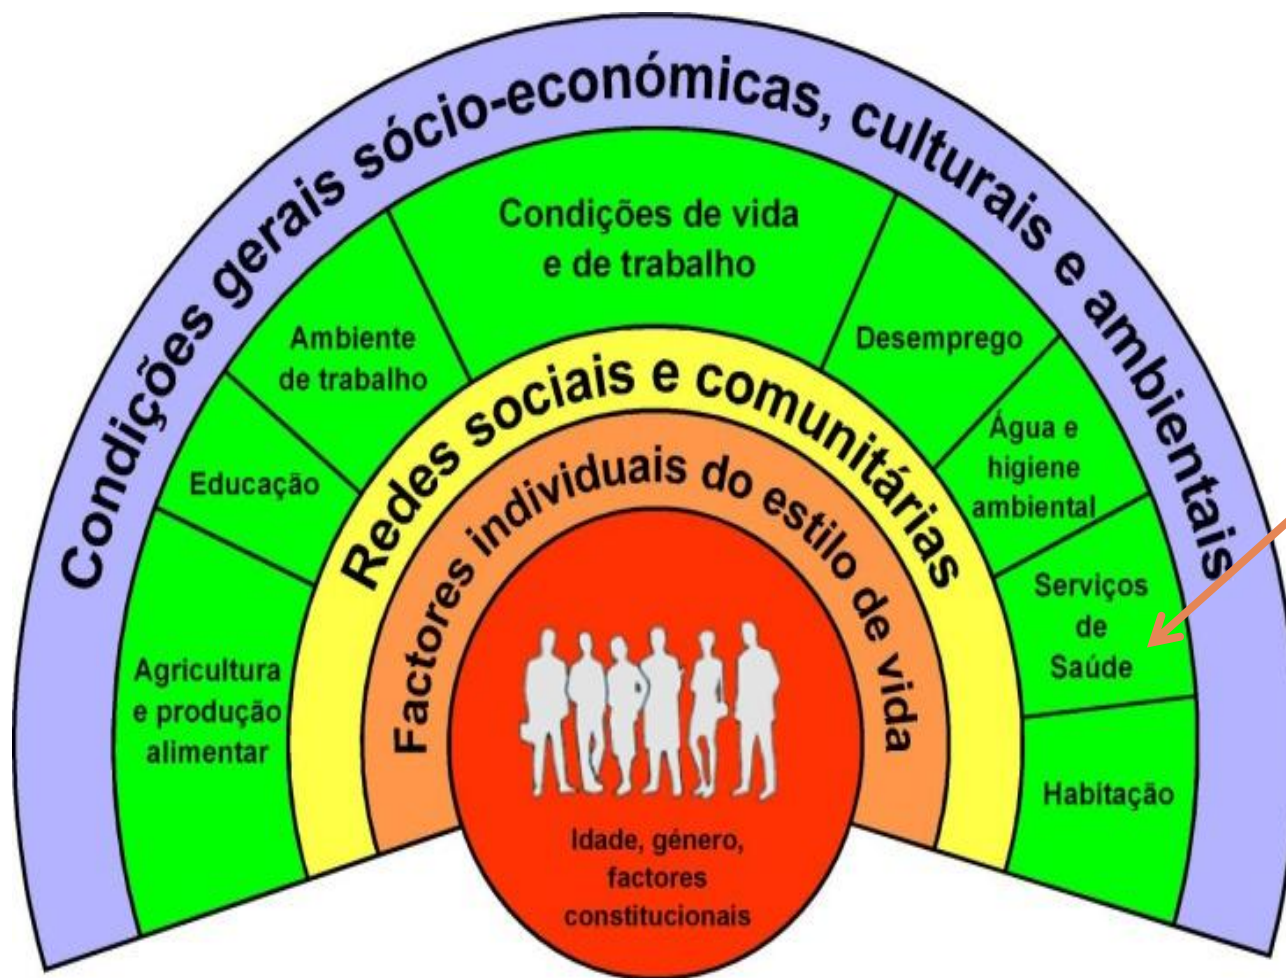 Condições gerais sócio-económicas, culturais e ambientais
Condições de vida
e de trabalho
Ambiente
de trabalho
Desemprego
Educação
Água e
higiene
ambiental
Agricultura
e produção
alimentar
Serviços
de
Saúde
Habitação
Redes sociais e comunitárias
Factores individuais do estilo de vida
Idade, género,
factores
constitucionais